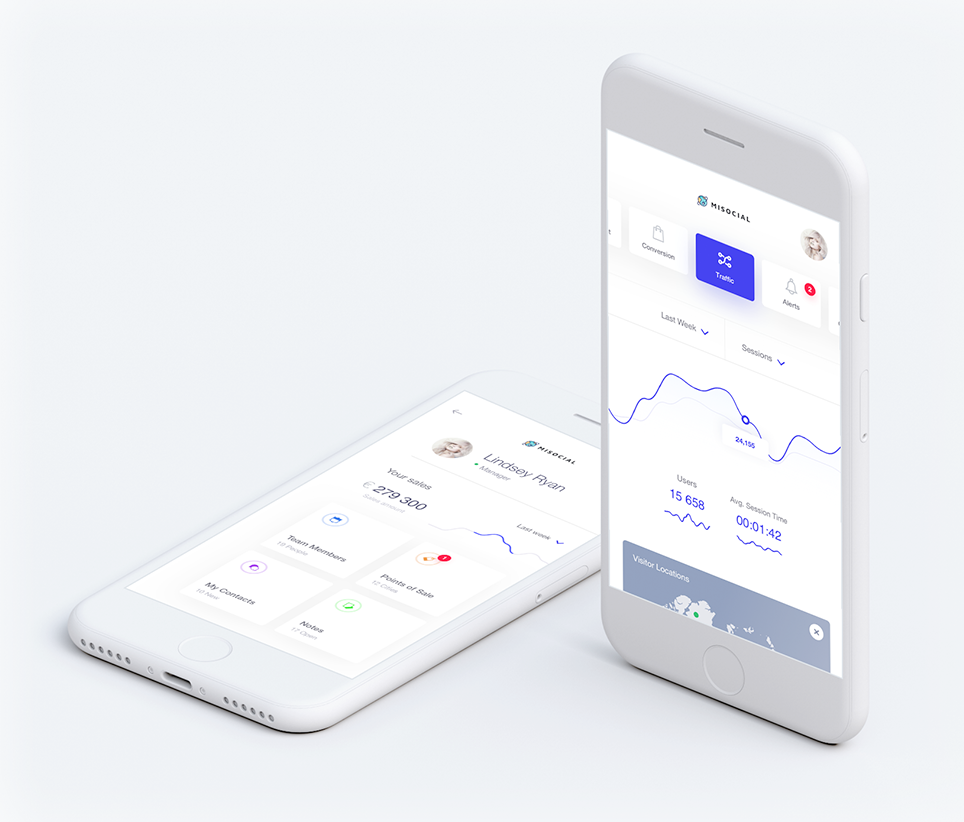 MISOCIAL
Lindsey Ryan
Manager
Your sales
€ 279 300
Sales amount
Last week
Team Members
10 People
Points of Sale
12 Cities
My Contacts
10 New
Notes
17 Open
MISOCIAL
Conversion
Traffic
2
Alerts
Last Week
Sessions
24,155
Users
15 658
Avg. Session Time
00:01:42
Visitor Locations